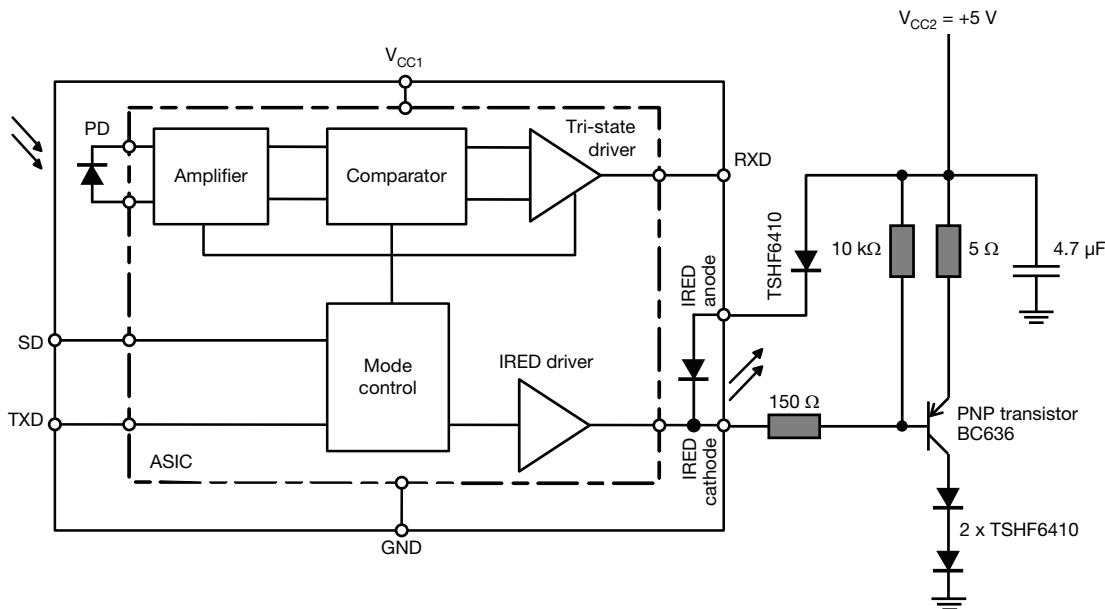 V_CC2 = +5 V
V_CC1
PD
Amplifier
Comparator
Tri-state
driver
RXD
TSHF6410
10 kΩ
5 Ω
4.7 µF
IRED
anode
SD
Mode
control
IRED driver
TXD
150 Ω
PNP transistor
BC636
ASIC
IRED
cathode
2 x TSHF6410
GND